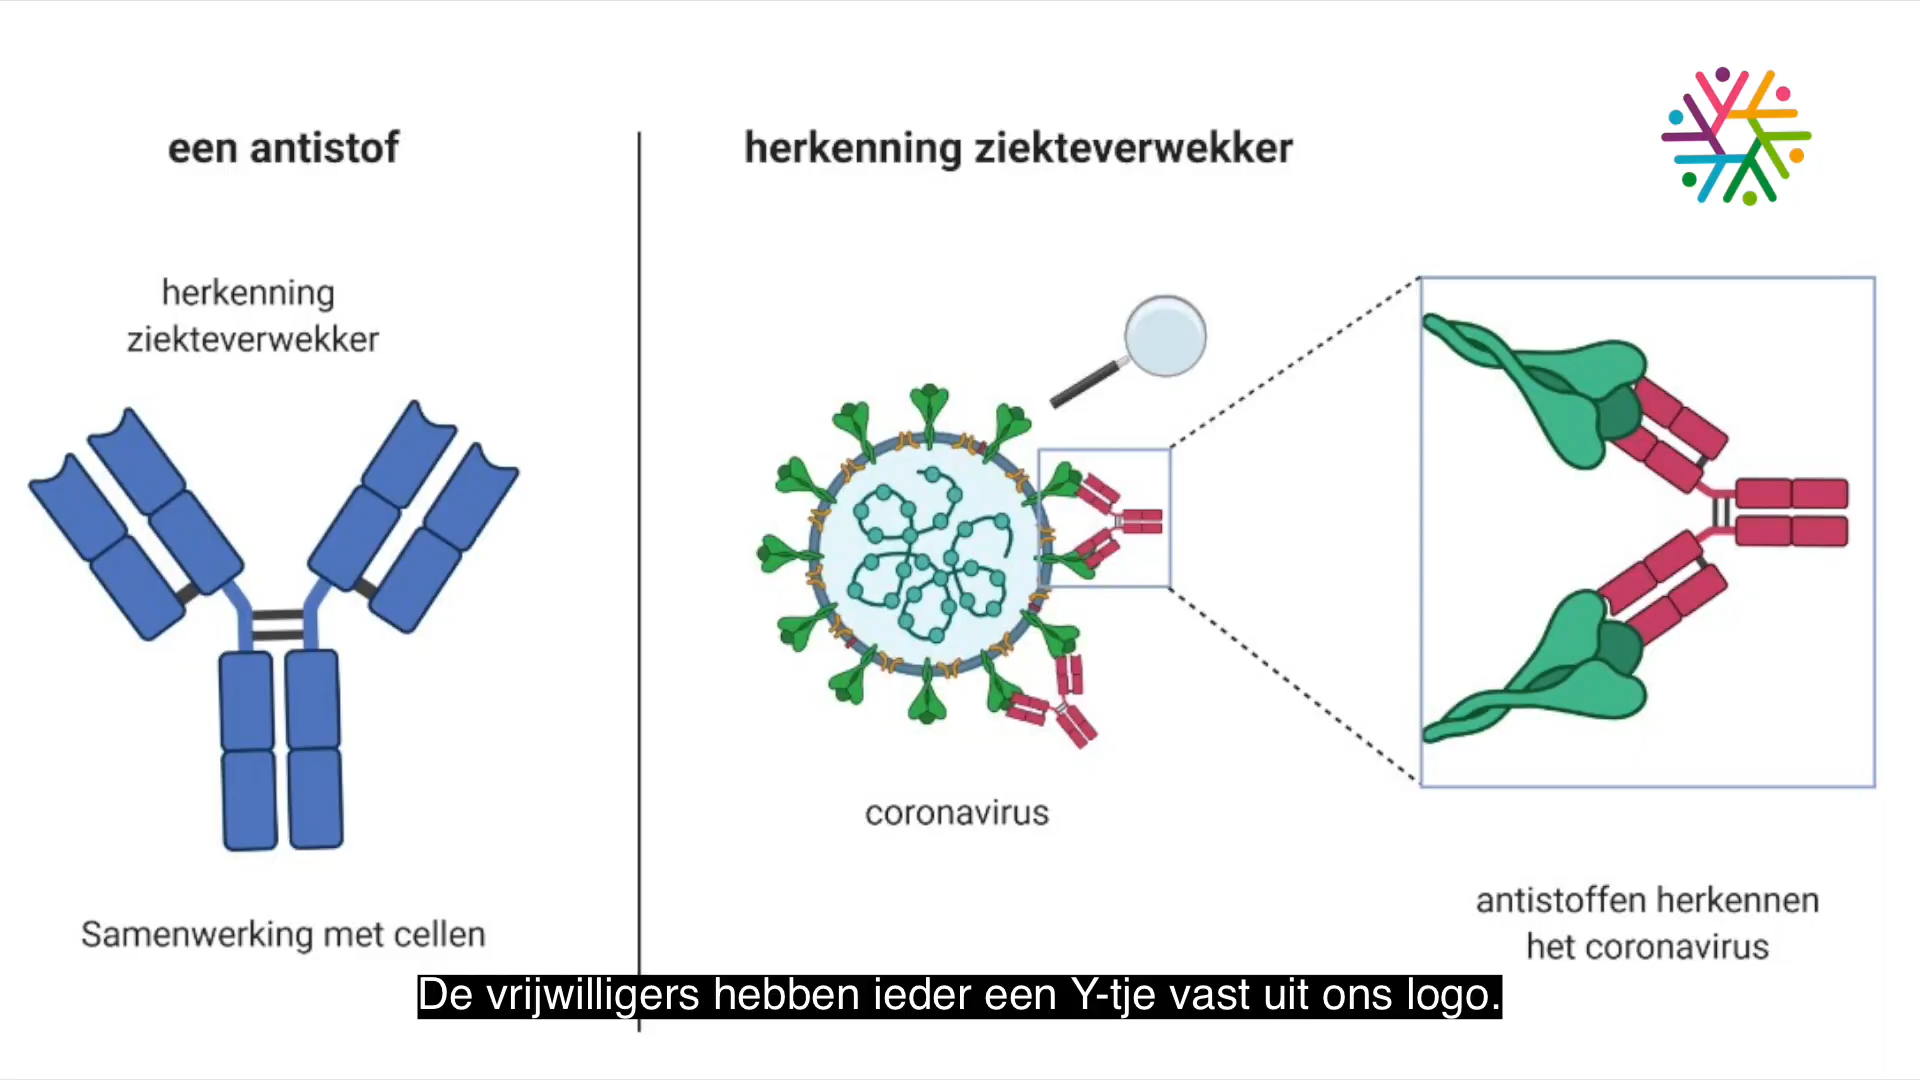 een antistof
herkenning
ziekteverwekker
Samenwerking met cellen
herkenning ziekteverwekker
coronavirus
antistoffen herkennen
het coronavirus
De vrijwilligers hebben ieder een Y-tje vast uit ons logo.